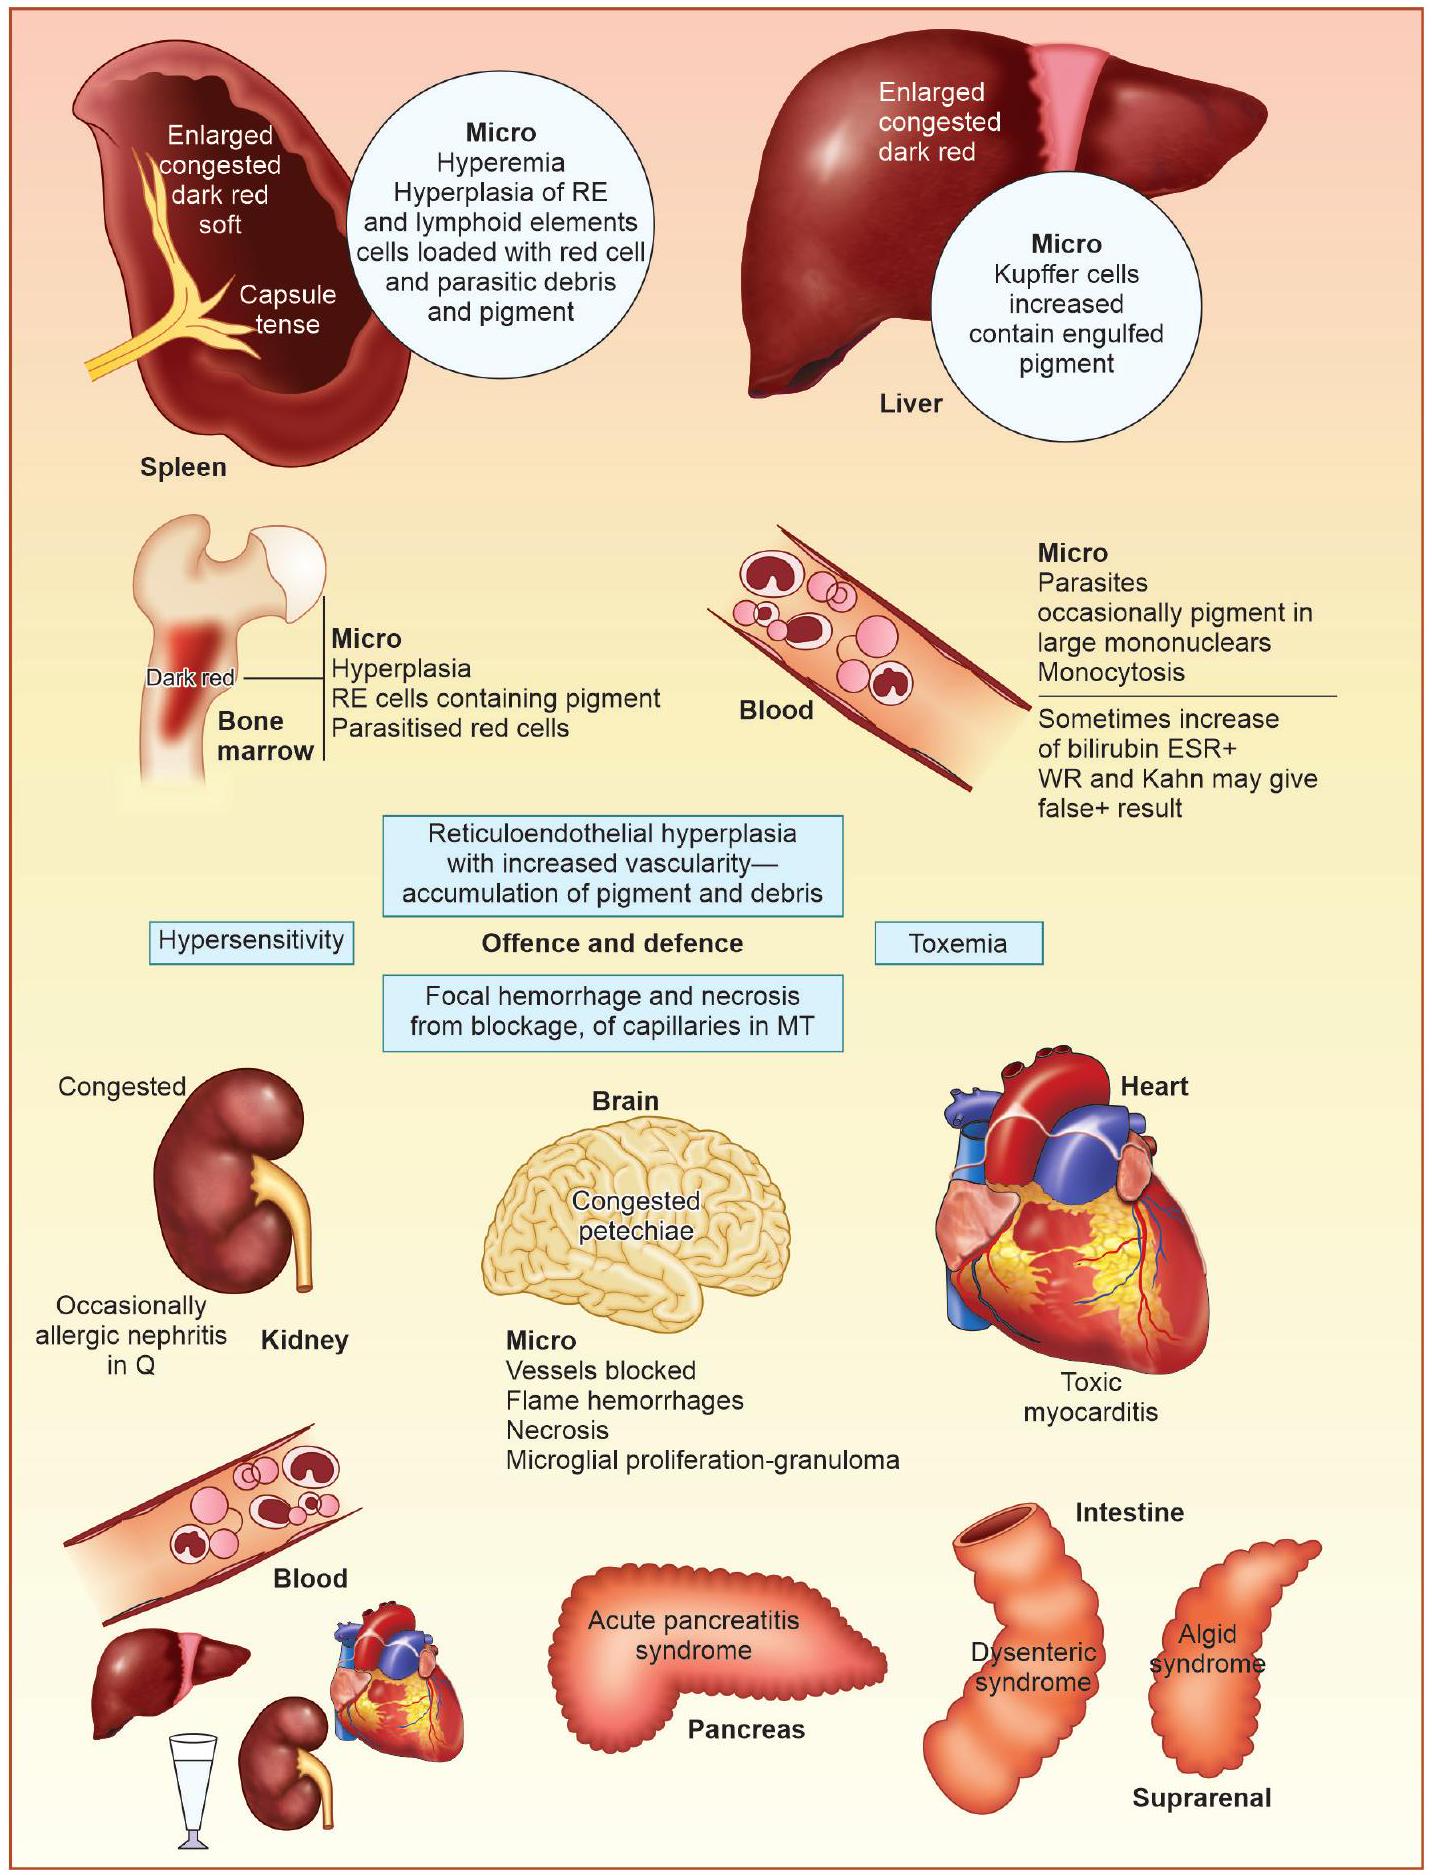 Enlarged
congested
dark red
soft
Capsule
tense
Spleen
Micro
Hyperemia
Hyperplasia of RE
and lymphoid elements
cells loaded with red cell
and parasitic debris
and pigment
Enlarged
congested
dark red
Micro
Kupffer cells
increased
contain engulfed
pigment
Liver
Dark red
Bone
marrow
Micro
Hyperplasia
RE cells containing pigment
Parasitised red cells
Blood
Micro
Parasites
occasionally pigment in
large mononuclears
Monocytosis
Sometimes increase
of bilirubin ESR+
WR and Kahn may give
false+ result
Reticuloendothelial hyperplasia
with increased vascularity—
accumulation of pigment and debris
Hypersensitivity
Offence and defence
Toxemia
Focal hemorrhage and necrosis
from blockage, of capillaries in MT
Congested
Occasionally
allergic nephritis
in Q
Kidney
Brain
Congested
petechiae
Micro
Vessels blocked
Flame hemorrhages
Necrosis
Microglial proliferation-granuloma
Heart
Toxic
myocarditis
Blood
Acute pancreatitis
syndrome
Pancreas
Intestine
Dysenteric
syndrome
Algid
syndrome
Suprarenal